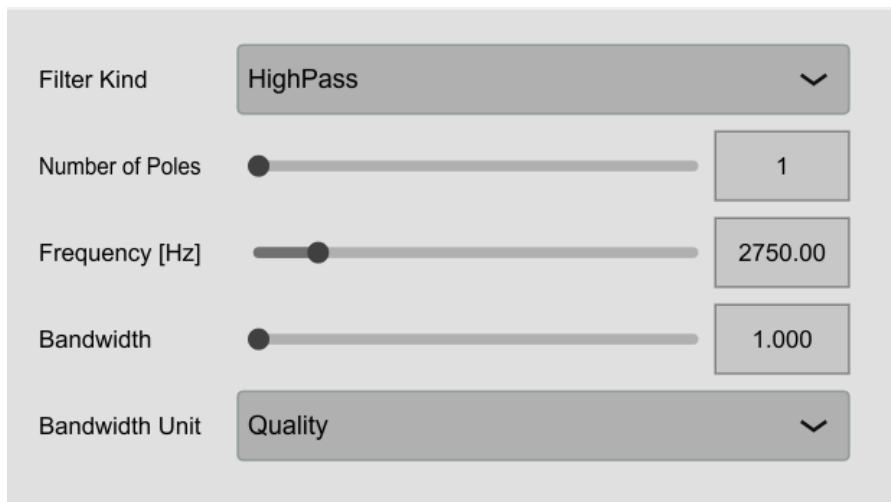 Filter Kind HighPass
Number of Poles 1
Frequency [Hz] 2750.00
Bandwidth 1.000
Bandwidth Unit Quality